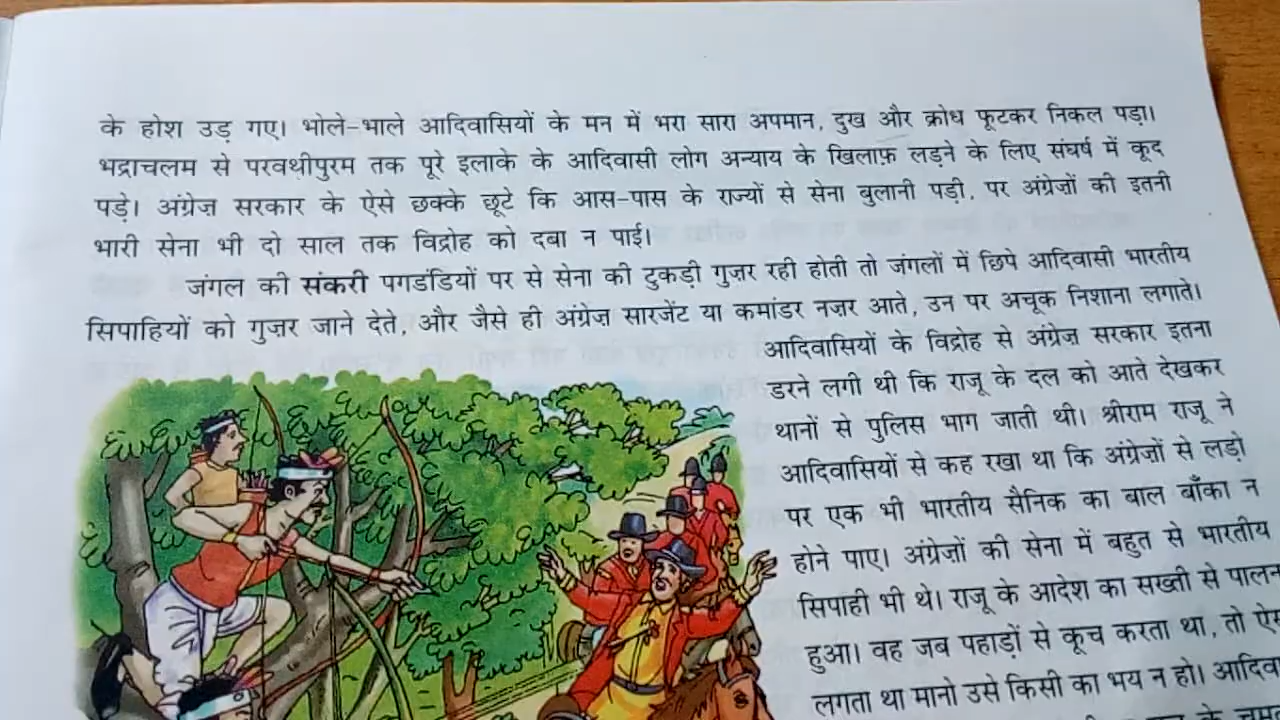 के होश उड़ गए। भोले-भाले आदिवासियों के मन में भरा सारा अपमान, दुख और क्रोध फूटकर निकल पड़ा।
भद्राचलम से परवथीपुरम तक पूरे इलाके के आदिवासी लोग अन्याय के खिलाफ़ लड़ने के लिए संघर्ष में कूद
पड़े। अंग्रेज़ सरकार के ऐसे छक्के छूटे कि आस-पास के राज्यों से सेना बुलानी पड़ी, पर अंग्रेज़ों की इतनी
भारी सेना भी दो साल तक विद्रोह को दबा न पाई।
जंगल की संकरी पगडंडियों पर से सेना की टुकड़ी गुज़र रही होती तो जंगलों में छिपे आदिवासी भारतीय
सिपाहियों को गुज़र जाने देते, और जैसे ही अंग्रेज़ सारजेंट या कमांडर नज़र आते, उन पर अचूक निशाना लगाते।
आदिवासियों के विद्रोह से अंग्रेज़ सरकार इतना
डरने लगी थी कि राजू के दल को आते देखकर
थानों से पुलिस भाग जाती थी। श्रीराम राजू ने
आदिवासियों से कह रखा था कि अंग्रेज़ों से लड़ो
पर एक भी भारतीय सैनिक का बाल बाँका न
होने पाए। अंग्रेज़ों की सेना में बहुत से भारतीय
सिपाही भी थे। राजू के आदेश का सख्ती से पालन
हुआ। वह जब पहाड़ों से कूच करता था, तो
लगता था मानो उसे किसी का भय न हो।